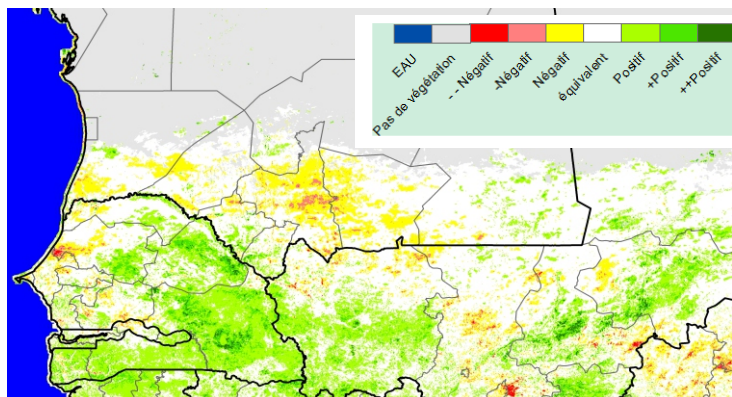 EAU
Pas de végétation
- - Négatif
-Négatif
Négatif
équivalent
Positif
+Positif
++Positif